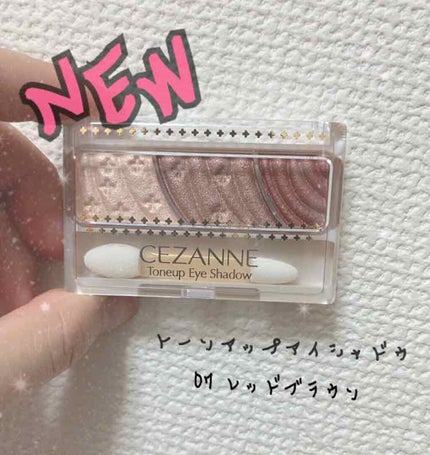 NEW
CEZANNE
Toneup Eye Shadow
トーンアップアイシャドウ
07 レッドブラウン